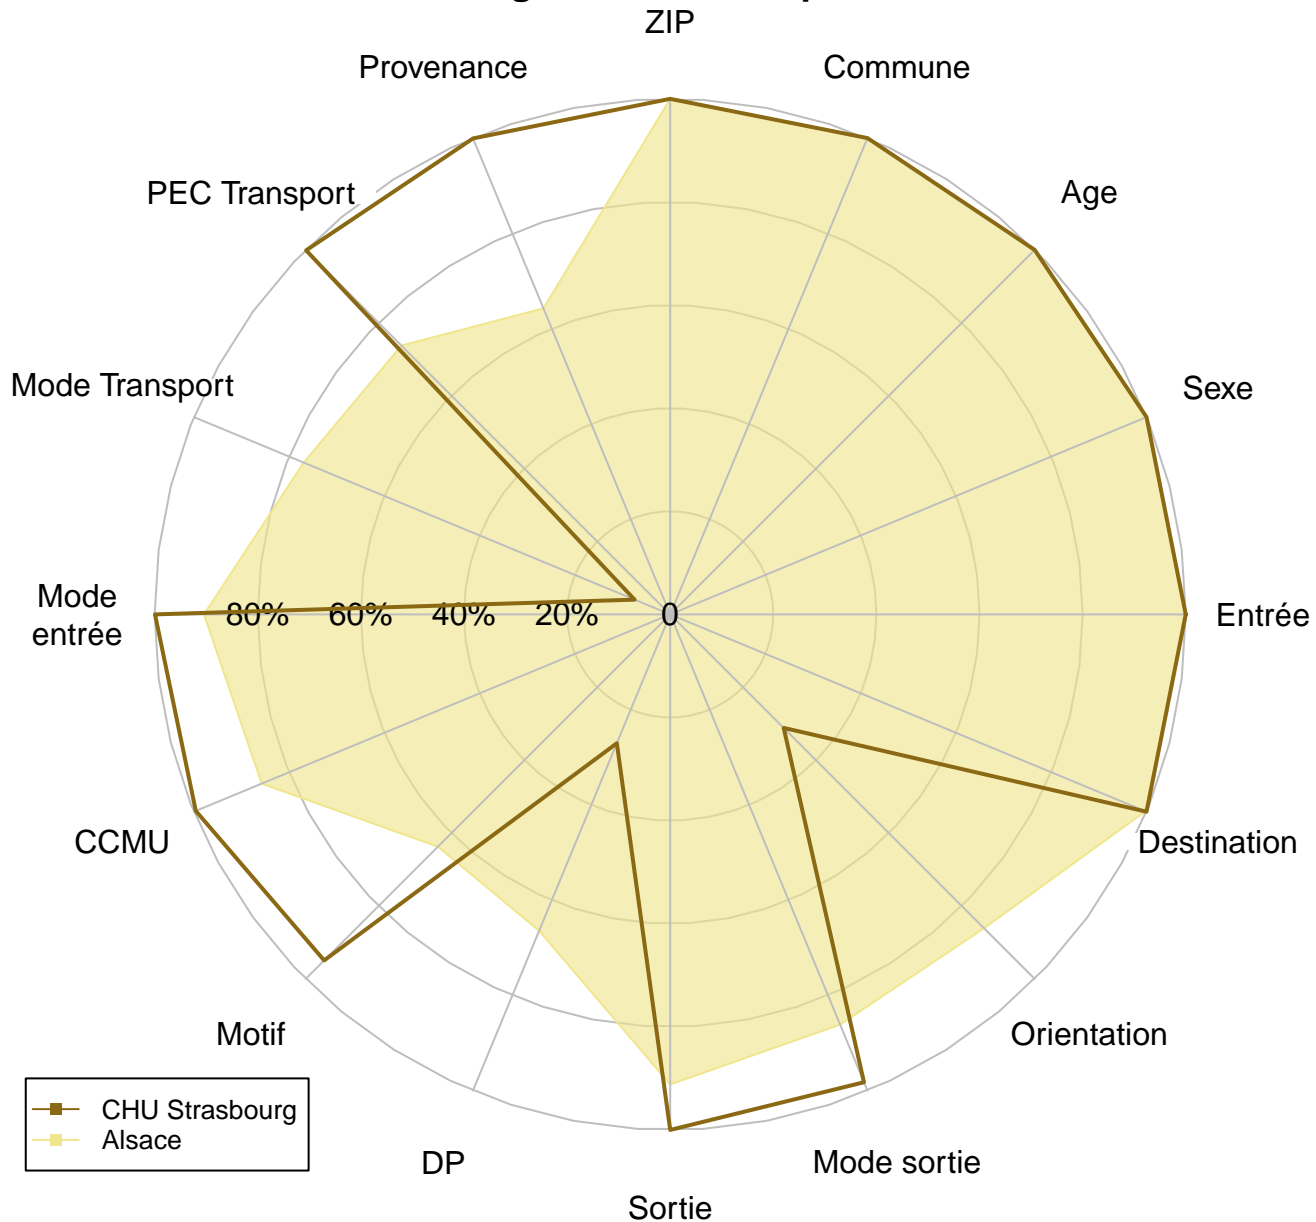 ZIP
Provenance
Commune
PEC Transport
Age
Mode Transport
Sexe
Mode
entrée
80%
60%
40%
20%
0
Entrée
CCMU
Destination
Motif
Orientation
CHU Strasbourg
Alsace
DP
Mode sortie
Sortie